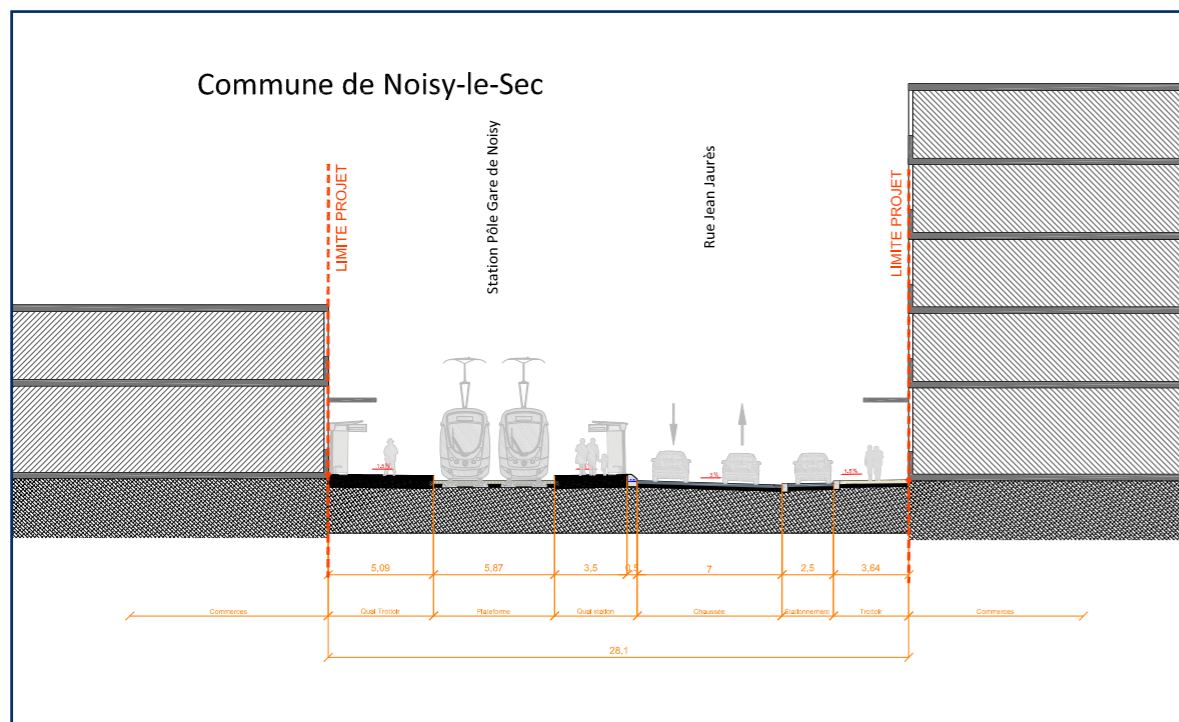 Commune de Noisy-le-Sec
LIMITE PROJET
Station Pôle Gare de Noisy
Rue Jean Jaurès
LIMITE PROJET
1%
1,5%
5,09
5,87
3,5
0,5
7
2,5
3,64
Commerces
Quai Trottoir
Plateforme
Quai station
Chaussée
Stationnement
Trottoir
Commerces
28,1